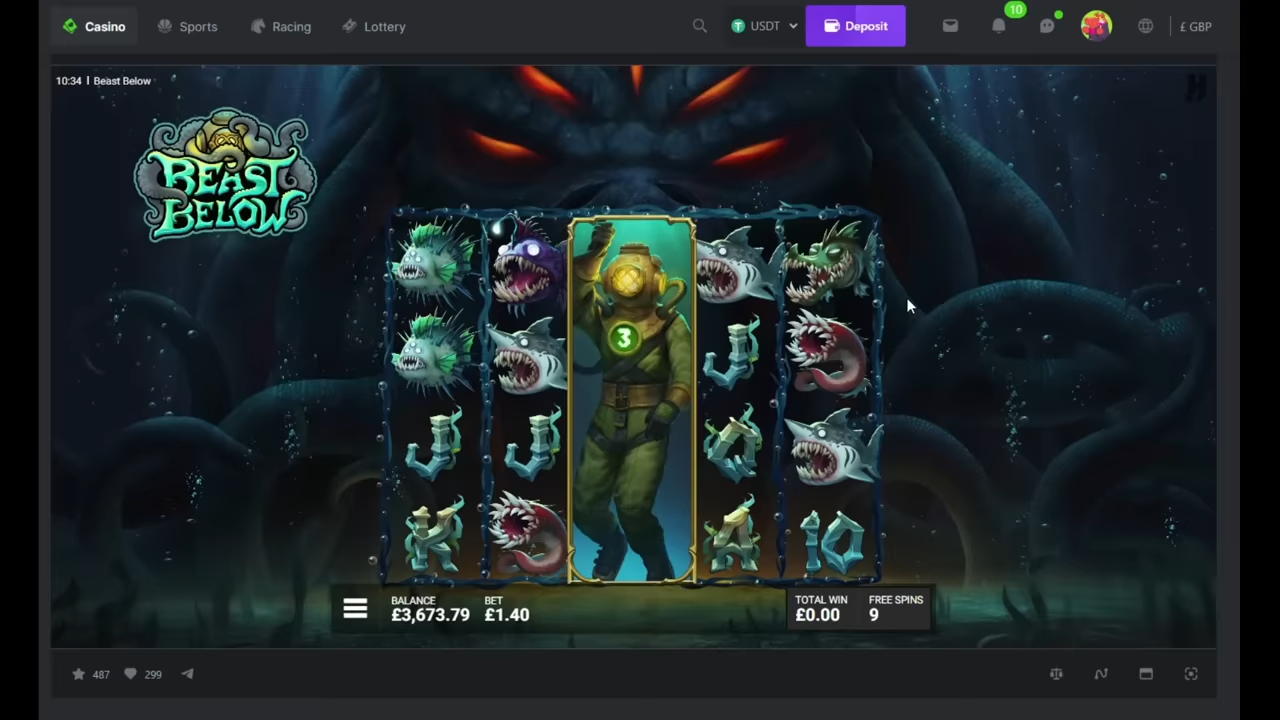 Casino Sports Racing Lottery USDT Deposit 10 £ GBP
10:34 | Beast Below
BEAST
BELOW
3
J
J J Q
K A 10
BALANCE BET TOTAL WIN FREE SPINS
£3,673.79 £1.40 £0.00 9
487 299